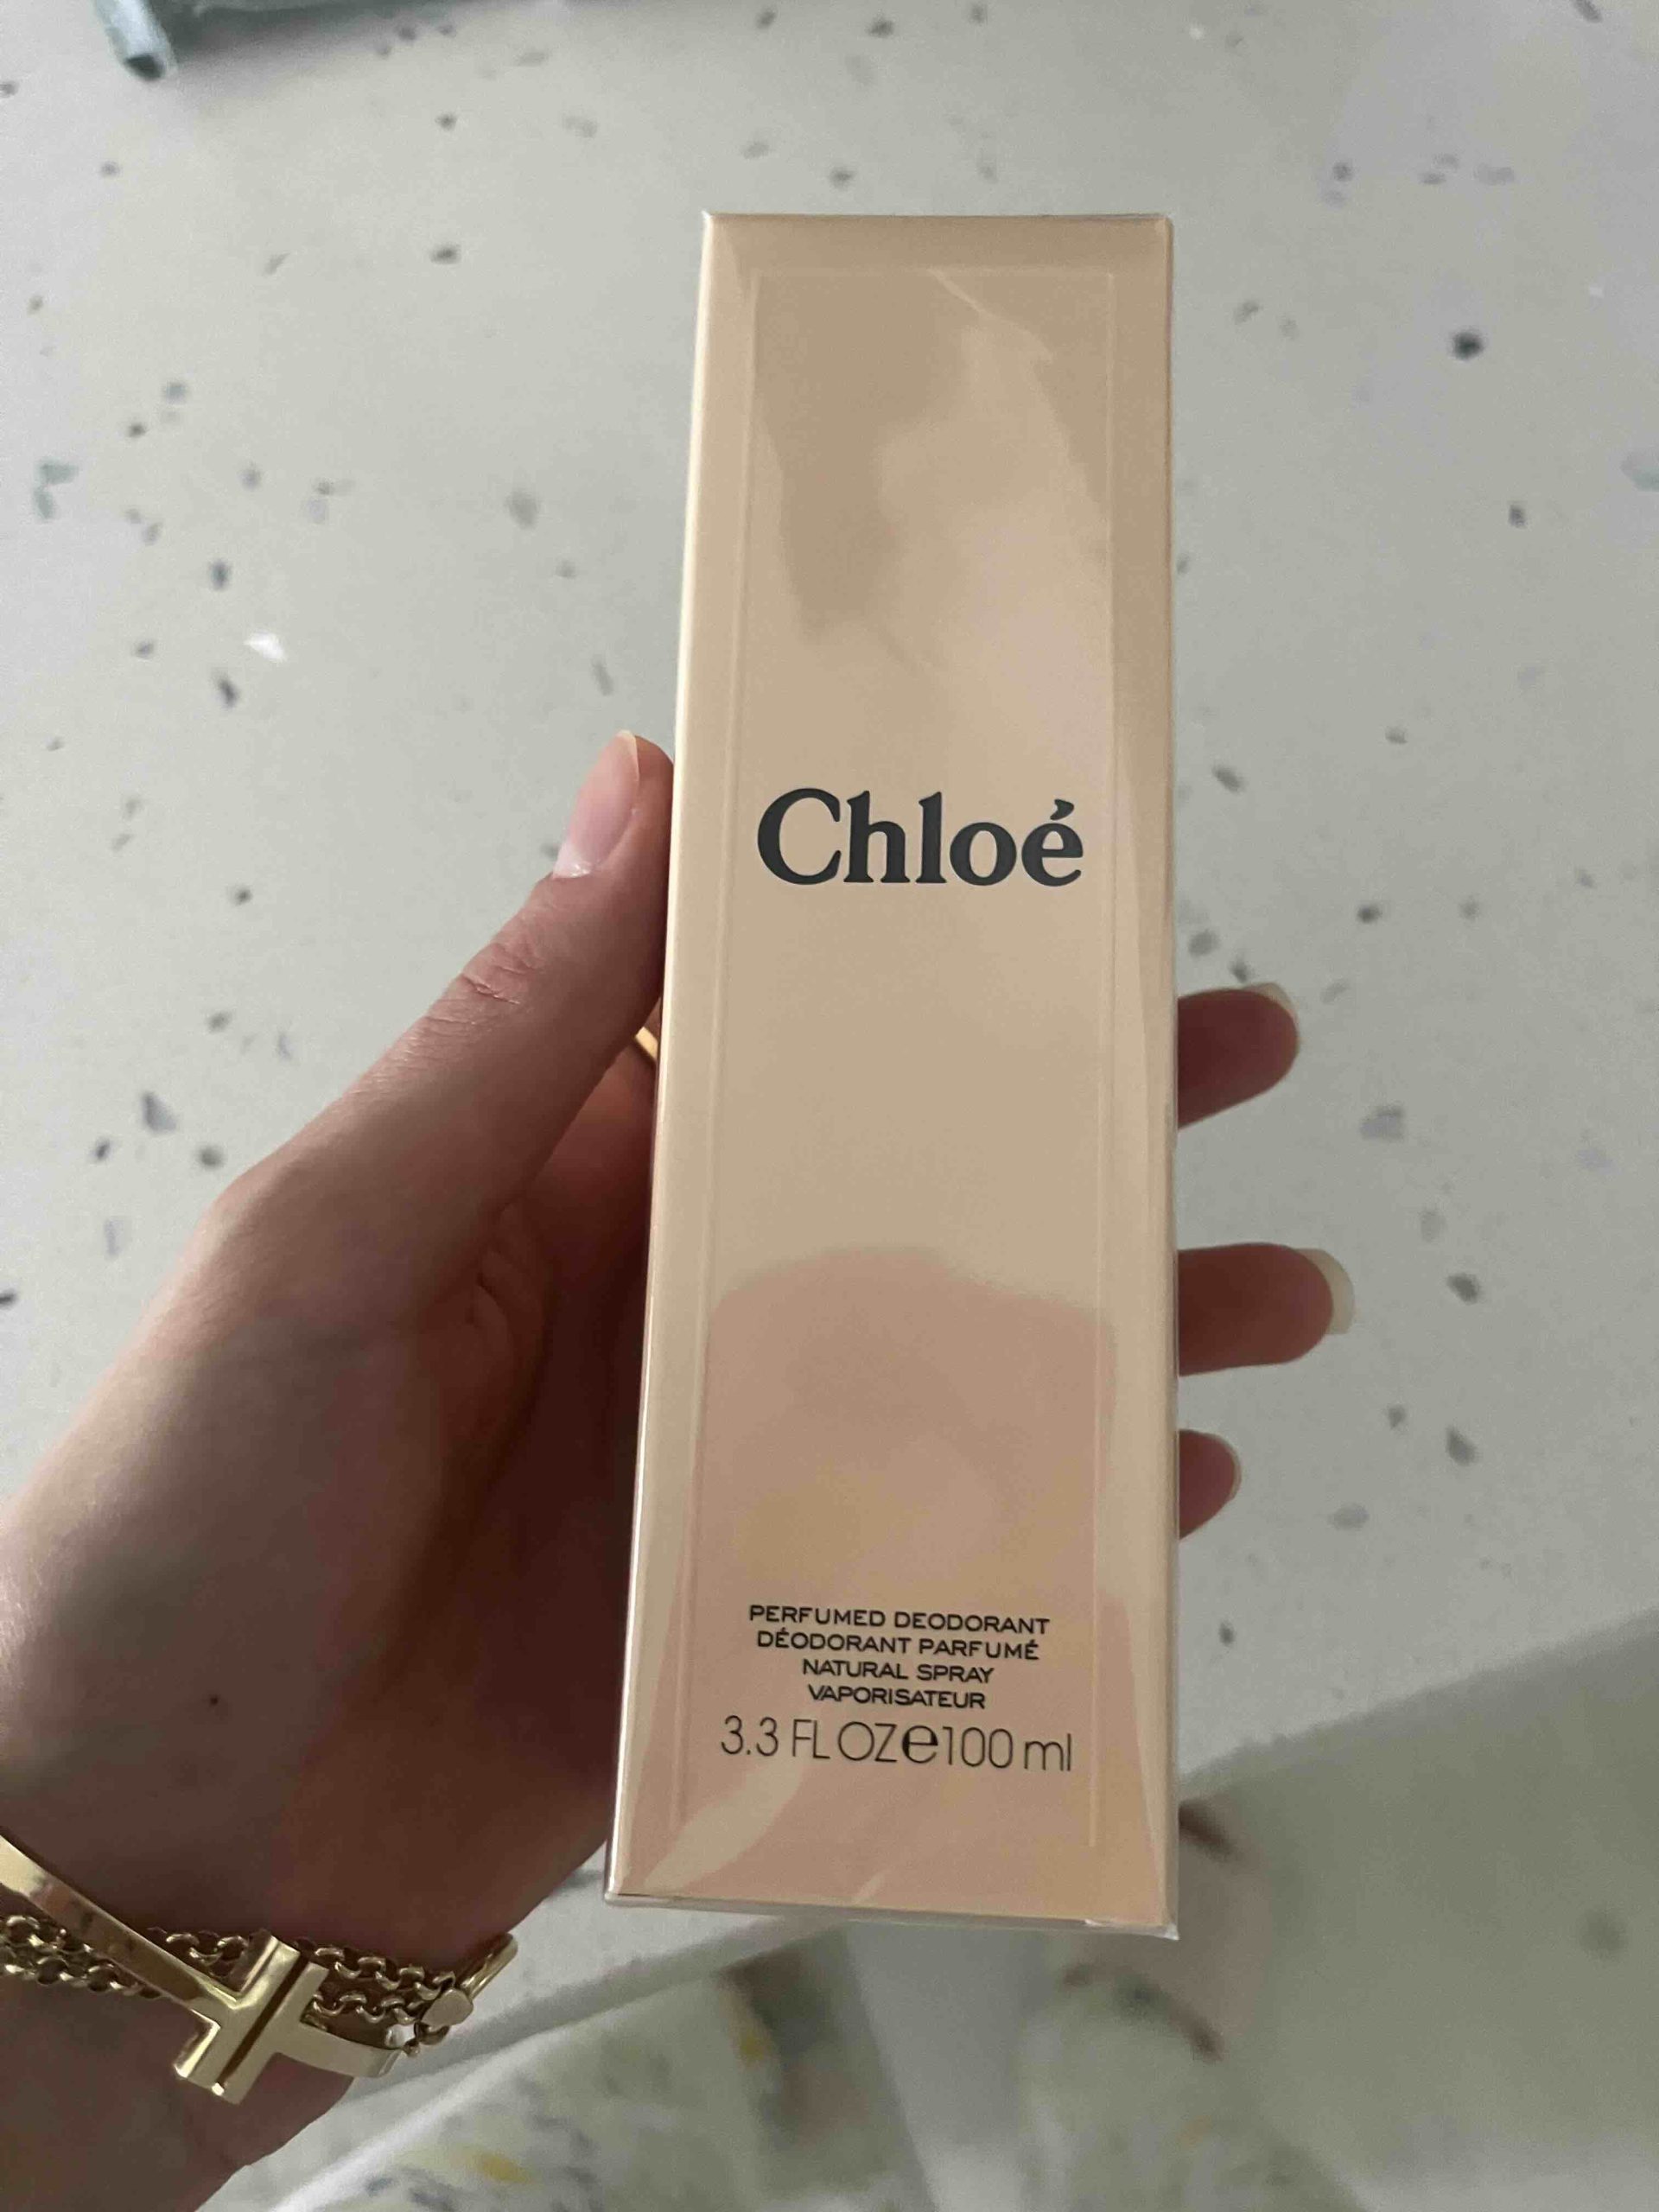 Chloé
PERFUMED DEODORANT
DÉODORANT PARFUMÉ
NATURAL SPRAY
VAPORISATEUR
3.3 FL OZ e 100 ml